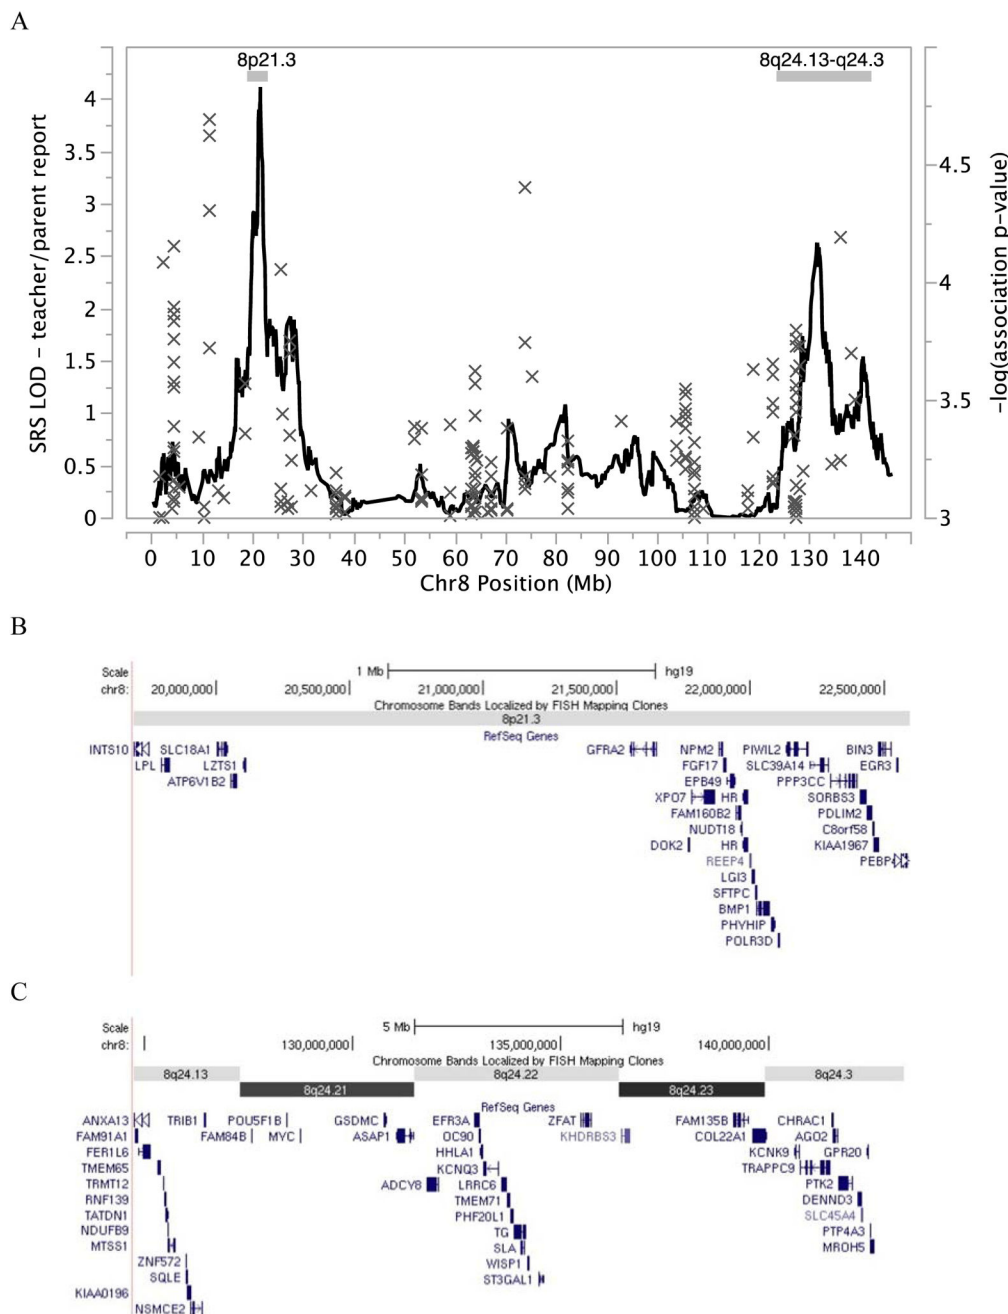 A
8p21.3 8q24.13-q24.3
4
3.5
3
2.5
2
1.5
1
0.5
0
SRS LOD - teacher/parent report
4.5
4
3.5
3
-log(association p-value)
0 10 20 30 40 50 60 70 80 90 100 110 120 130 140
Chr8 Position (Mb)
B
Scale 1 Mb hg19
chr8: 20,000,000 20,500,000 21,000,000 21,500,000 22,000,000 22,500,000
Chromosome Bands Localized by FISH Mapping Clones
8p21.3
RefSeq Genes
INTS10 SLC18A1 GFRA2 NPM2 PIWIL2 BIN3
LPL LZTS1 FGF17 SLC39A14 EGR3
ATP6V1B2 EPB49 PPP3CC
XPO7 HR SORBS3
FAM160B2 PDLIM2
NUDT18 C8orf58
DOK2 HR KIAA1967
REEP4 PEBP4
LGI3
SFTPC
BMP1
PHYHIP
POLR3D
C
Scale 5 Mb hg19
chr8: 130,000,000 135,000,000 140,000,000
Chromosome Bands Localized by FISH Mapping Clones
8q24.13 8q24.22 8q24.3
8q24.21 8q24.23
RefSeq Genes
ANXA13 TRIB1 POU5F1B GSDMC EFR3A ZFAT FAM135B CHRAC1
FAM91A1 FAM84B MYC ASAP1 OC90 KHDRBS3 COL22A1 AGO2
FER1L6 HHLA1 KCNK9 GPR20
TMEM65 KCNQ3 TRAPPC9
TRMT12 ADCY8 LRRC6 PTK2
RNF139 TMEM71 DENND3
TATDN1 PHF20L1 SLC45A4
NDUFB9 TG PTP4A3
MTSS1 SLA MROH5
ZNF572 WISP1
SQLE ST3GAL1
KIAA0196
NSMCE2